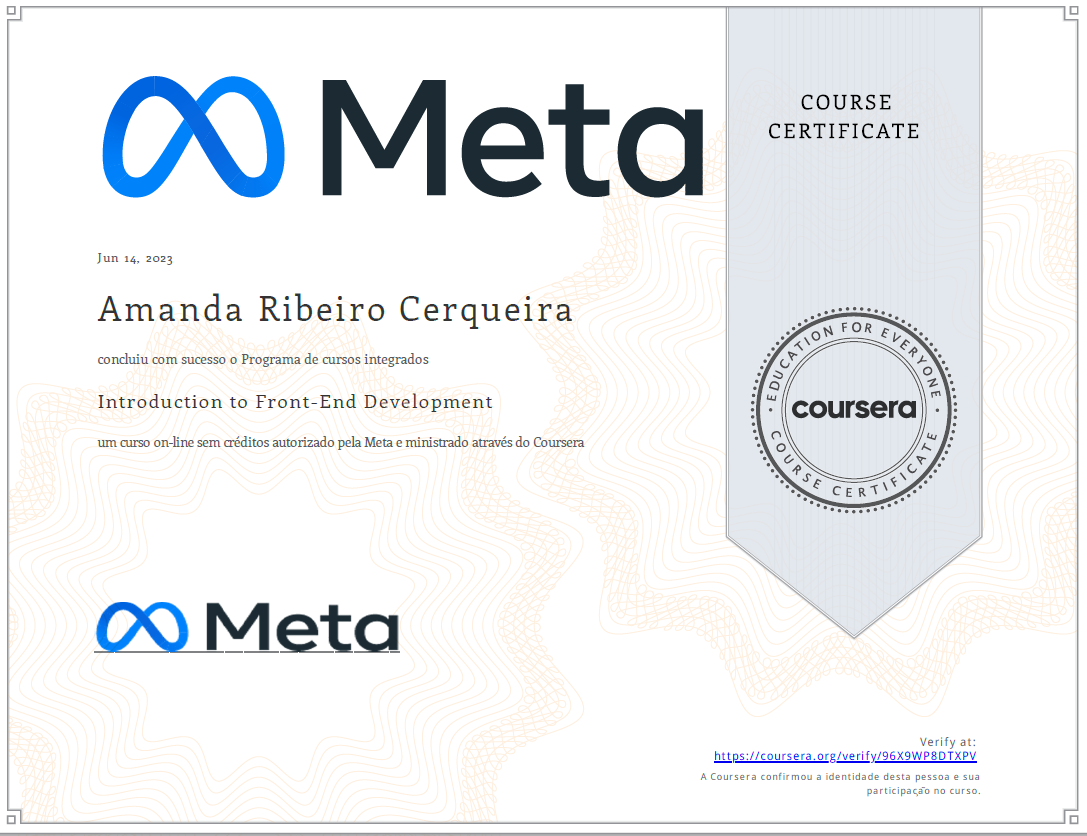 Meta
COURSE
CERTIFICATE
Jun 14, 2023
Amanda Ribeiro Cerqueira
concluiu com sucesso o Programa de cursos integrados
Introduction to Front-End Development
um curso on-line sem créditos autorizado pela Meta e ministrado através do Coursera
EDUCATION FOR EVERYONE
coursera
COURSE CERTIFICATE
Meta
Verify at:
https://coursera.org/verify/96X9WP8DTXPV
A Coursera confirmou a identidade desta pessoa e sua
participação no curso.